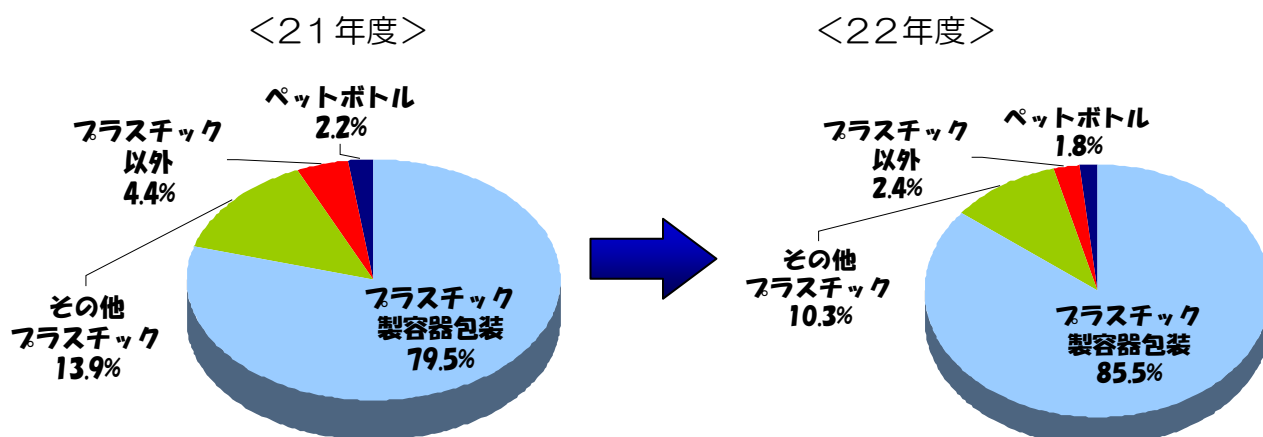 ＜２１年度＞
ペットボトル
2.2%
プラスチック
以外
4.4%
その他
プラスチック
13.9%
プラスチック
製容器包装
79.5%
＜２２年度＞
ペットボトル
1.8%
プラスチック
以外
2.4%
その他
プラスチック
10.3%
プラスチック
製容器包装
85.5%